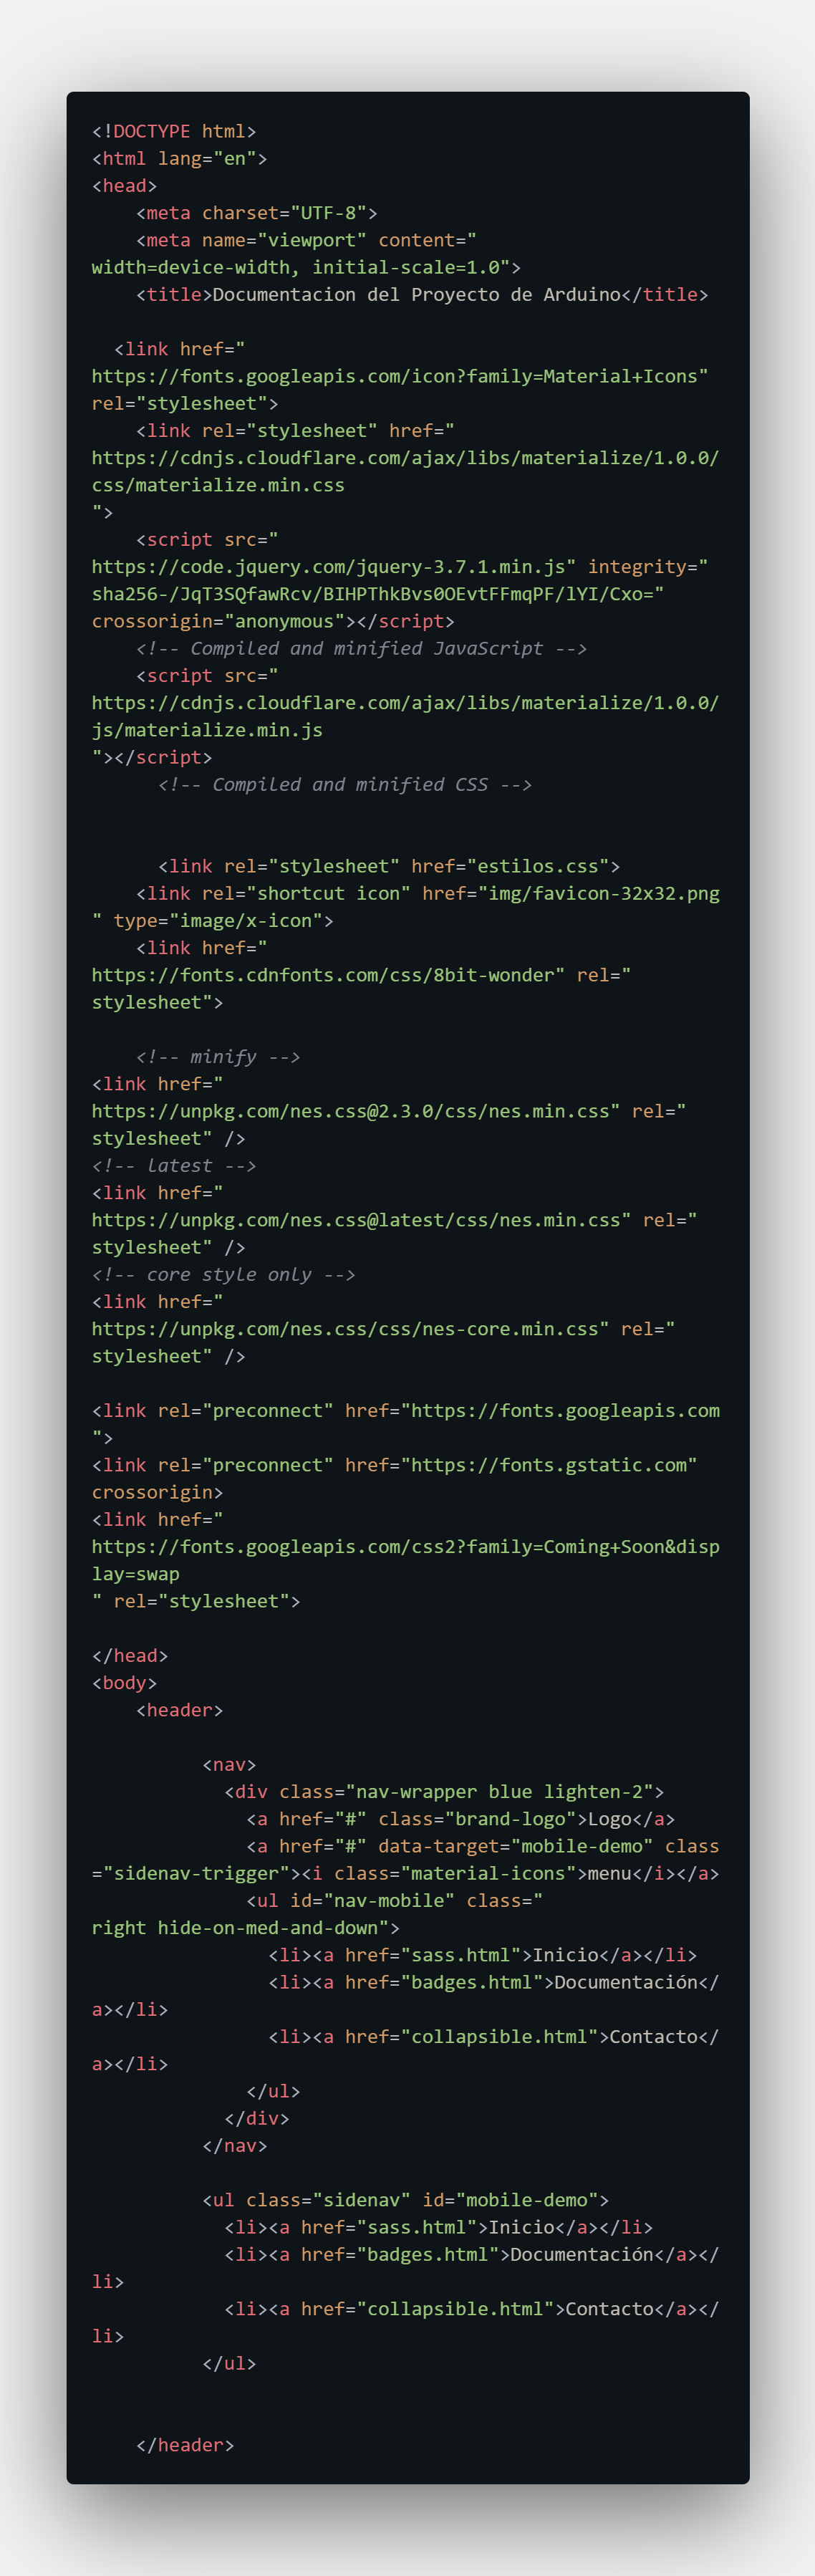 <!DOCTYPE html>
<html lang="en">
<head>
    <meta charset="UTF-8">
    <meta name="viewport" content="
width=device-width, initial-scale=1.0">
    <title>Documentacion del Proyecto de Arduino</title>
  <link href="
https://fonts.googleapis.com/icon?family=Material+Icons"
rel="stylesheet">
    <link rel="stylesheet" href="
https://cdnjs.cloudflare.com/ajax/libs/materialize/1.0.0/
css/materialize.min.css
">
    <script src="
https://code.jquery.com/jquery-3.7.1.min.js" integrity="
sha256-/JqT3SQfawRcv/BIHPThkBvs0OEvtFFmqPF/lYI/Cxo="
crossorigin="anonymous"></script>
    <!-- Compiled and minified JavaScript -->
    <script src="
https://cdnjs.cloudflare.com/ajax/libs/materialize/1.0.0/
js/materialize.min.js
"></script>
      <!-- Compiled and minified CSS -->
      <link rel="stylesheet" href="estilos.css">
    <link rel="shortcut icon" href="img/favicon-32x32.png
" type="image/x-icon">
    <link href="
https://fonts.cdnfonts.com/css/8bit-wonder" rel="
stylesheet">
    <!-- minify -->
<link href="
https://unpkg.com/nes.css@2.3.0/css/nes.min.css" rel="
stylesheet" />
<!-- latest -->
<link href="
https://unpkg.com/nes.css@latest/css/nes.min.css" rel="
stylesheet" />
<!-- core style only -->
<link href="
https://unpkg.com/nes.css/css/nes-core.min.css" rel="
stylesheet" />
<link rel="preconnect" href="https://fonts.googleapis.com
">
<link rel="preconnect" href="https://fonts.gstatic.com"
crossorigin>
<link href="
https://fonts.googleapis.com/css2?family=Coming+Soon&disp
lay=swap
" rel="stylesheet">
</head>
<body>
    <header>
          <nav>
            <div class="nav-wrapper blue lighten-2">
              <a href="#" class="brand-logo">Logo</a>
              <a href="#" data-target="mobile-demo" class
="sidenav-trigger"><i class="material-icons">menu</i></a>
              <ul id="nav-mobile" class="
right hide-on-med-and-down">
                <li><a href="sass.html">Inicio</a></li>
                <li><a href="badges.html">Documentación</
a></li>
                <li><a href="collapsible.html">Contacto</
a></li>
              </ul>
            </div>
          </nav>
          <ul class="sidenav" id="mobile-demo">
            <li><a href="sass.html">Inicio</a></li>
            <li><a href="badges.html">Documentación</a></
li>
            <li><a href="collapsible.html">Contacto</a></
li>
          </ul>
    </header>